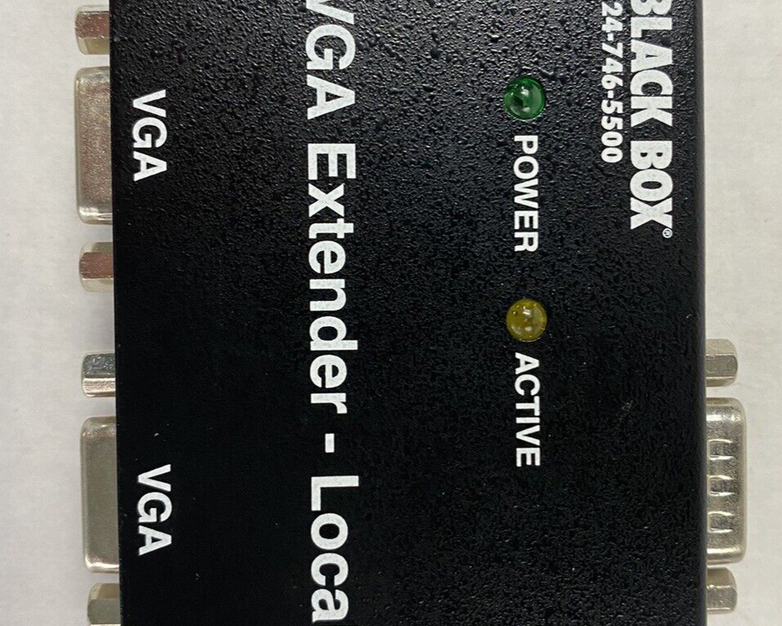 BLACK BOX®
24-746-5500
POWER ACTIVE
VGA Extender - Loca
VGA VGA